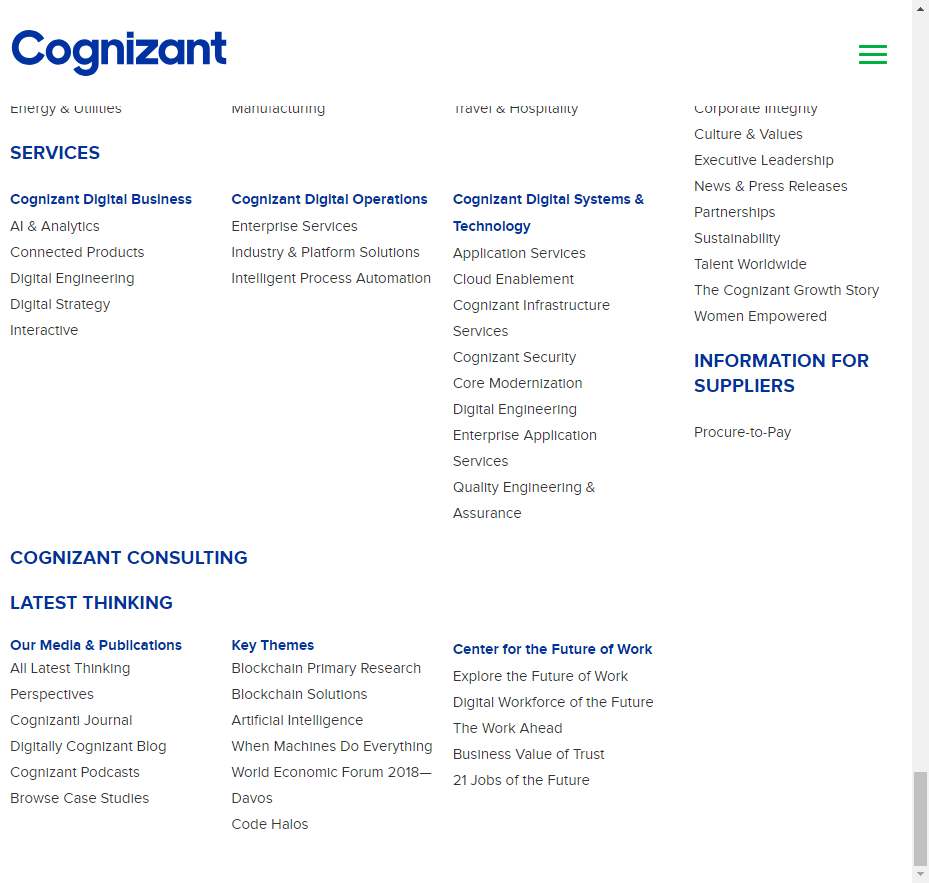 Cognizant
Energy & Utilities
Manufacturing
Travel & Hospitality
Corporate Integrity
Culture & Values
Executive Leadership
News & Press Releases
Partnerships
Sustainability
Talent Worldwide
The Cognizant Growth Story
Women Empowered
INFORMATION FOR
SUPPLIERS
Procure-to-Pay
SERVICES
Cognizant Digital Business
AI & Analytics
Connected Products
Digital Engineering
Digital Strategy
Interactive
Cognizant Digital Operations
Enterprise Services
Industry & Platform Solutions
Intelligent Process Automation
Cognizant Digital Systems &
Technology
Application Services
Cloud Enablement
Cognizant Infrastructure
Services
Cognizant Security
Core Modernization
Digital Engineering
Enterprise Application
Services
Quality Engineering &
Assurance
COGNIZANT CONSULTING
LATEST THINKING
Our Media & Publications
All Latest Thinking
Perspectives
Cognizanti Journal
Digitally Cognizant Blog
Cognizant Podcasts
Browse Case Studies
Key Themes
Blockchain Primary Research
Blockchain Solutions
Artificial Intelligence
When Machines Do Everything
World Economic Forum 2018—
Davos
Code Halos
Center for the Future of Work
Explore the Future of Work
Digital Workforce of the Future
The Work Ahead
Business Value of Trust
21 Jobs of the Future